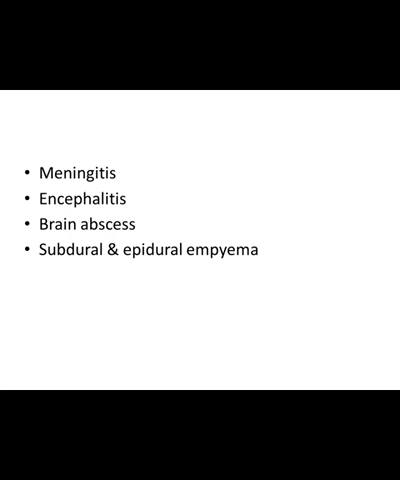 • Meningitis
• Encephalitis
• Brain abscess
• Subdural & epidural empyema